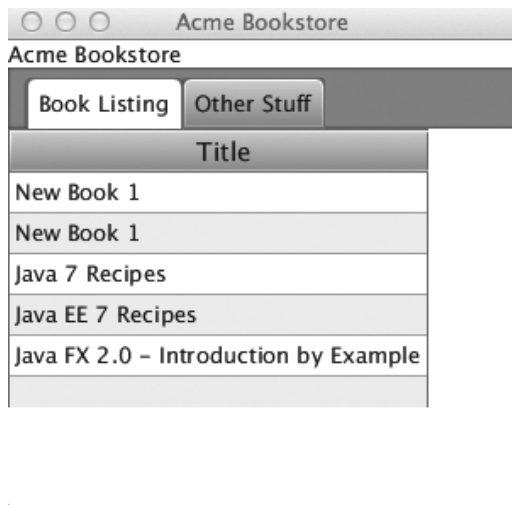 Acme Bookstore
Acme Bookstore
Book Listing Other Stuff
Title
New Book 1
New Book 1
Java 7 Recipes
Java EE 7 Recipes
Java FX 2.0 – Introduction by Example